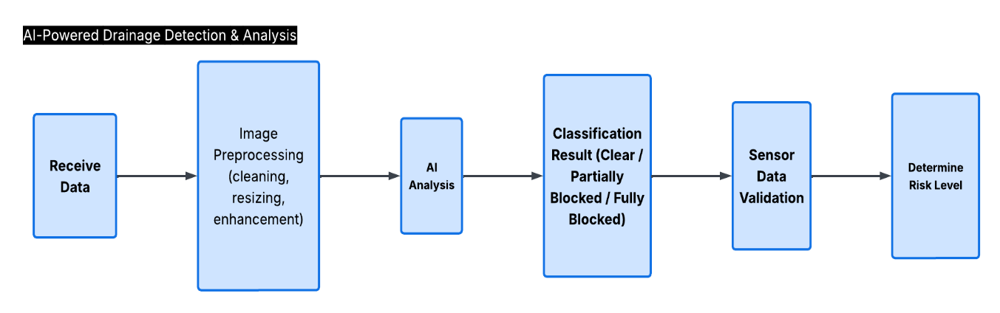 AI-Powered Drainage Detection & Analysis
Receive
Data
Image
Preprocessing
(cleaning,
resizing,
enhancement)
AI
Analysis
Classification
Result (Clear /
Partially
Blocked / Fully
Blocked)
Sensor
Data
Validation
Determine
Risk Level